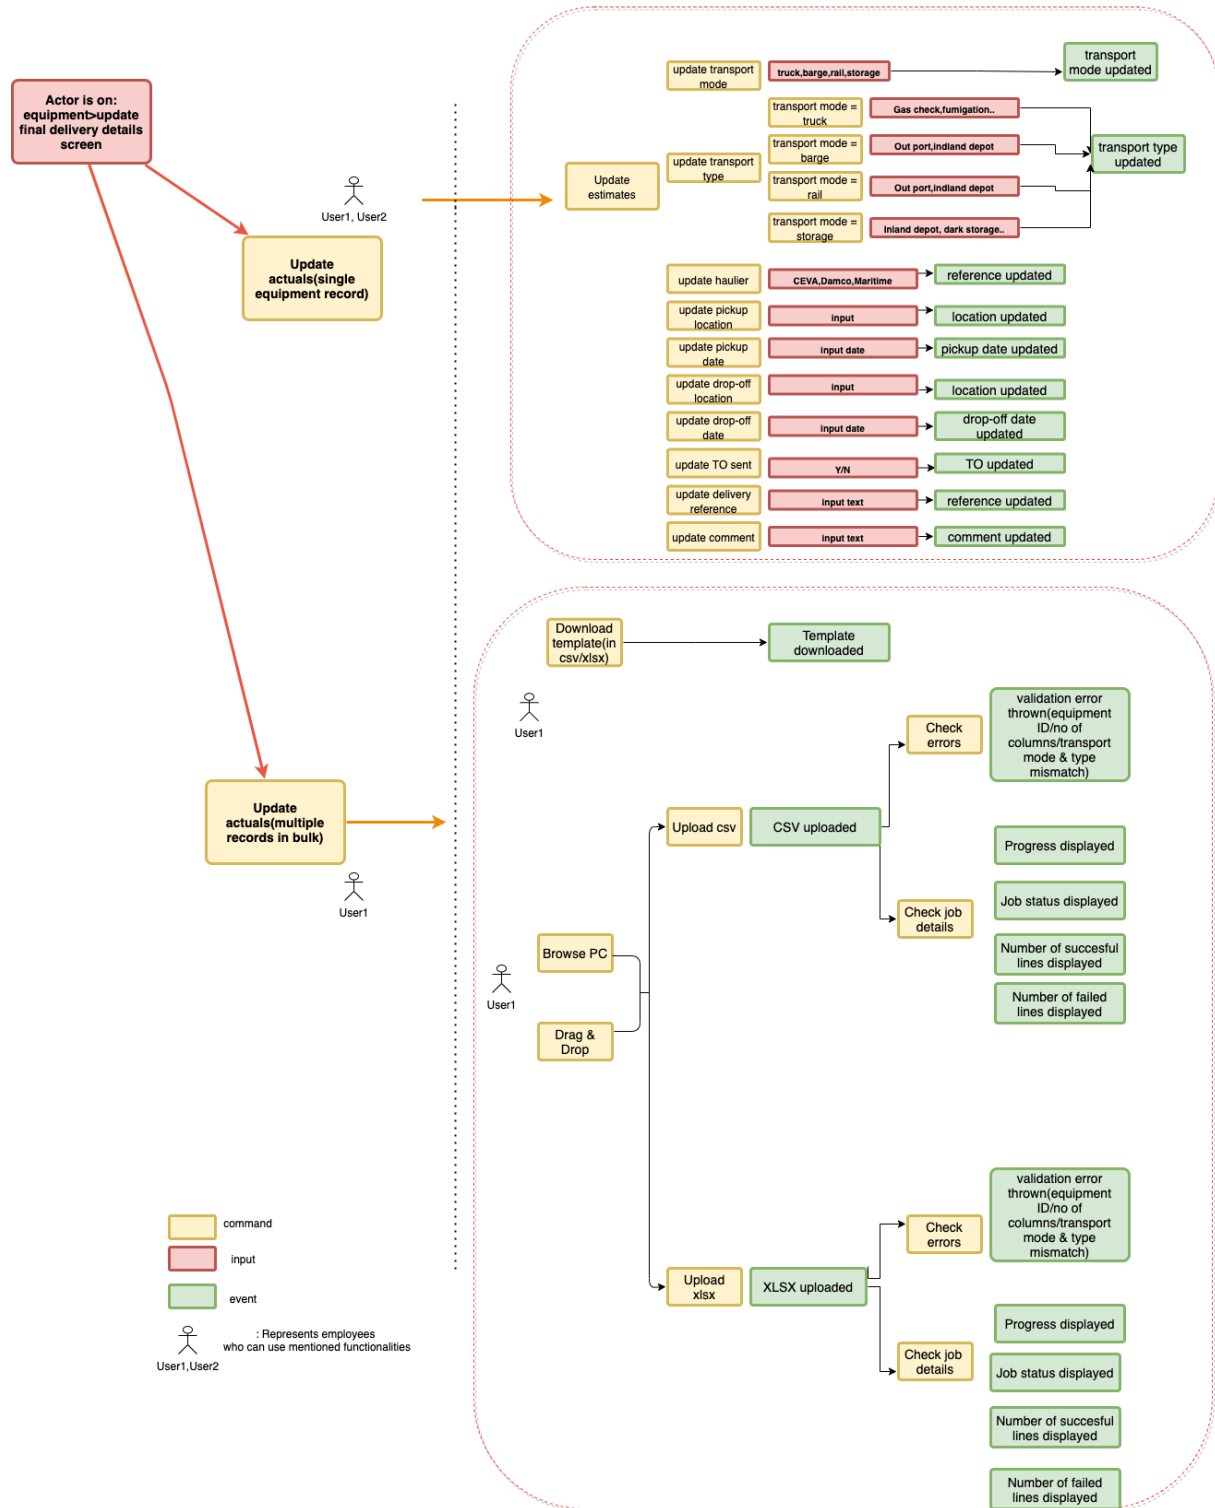 Actor is on:
equipment>update
final delivery details
screen
User1, User2
Update
actuals(single
equipment record)
Update
estimates
update transport
mode
truck,barge,rail,storage
transport
mode updated
update transport
type
transport mode =
truck
Gas check,fumigation..
transport mode =
barge
Out port,indland depot
transport mode =
rail
Out port,indland depot
transport mode =
storage
Inland depot, dark storage..
transport type
updated
update haulier
CEVA,Damco,Maritime
reference updated
update pickup
location
input
location updated
update pickup
date
input date
pickup date updated
update drop-off
location
input
location updated
update drop-off
date
input date
drop-off date
updated
update TO sent
Y/N
TO updated
update delivery
reference
input text
reference updated
update comment
input text
comment updated
Update
actuals(multiple
records in bulk)
User1
Download
template(in
csv/xlsx)
Template
downloaded
User1
User1
Browse PC
Drag &
Drop
Upload csv
CSV uploaded
Check
errors
validation error
thrown(equipment
ID/no of
columns/transport
mode & type
mismatch)
Check job
details
Progress displayed
Job status displayed
Number of succesful
lines displayed
Number of failed
lines displayed
Upload
xlsx
XLSX uploaded
Check
errors
validation error
thrown(equipment
ID/no of
columns/transport
mode & type
mismatch)
Check job
details
Progress displayed
Job status displayed
Number of succesful
lines displayed
Number of failed
lines displayed
command
input
event
User1,User2
: Represents employees
who can use mentioned functionalities